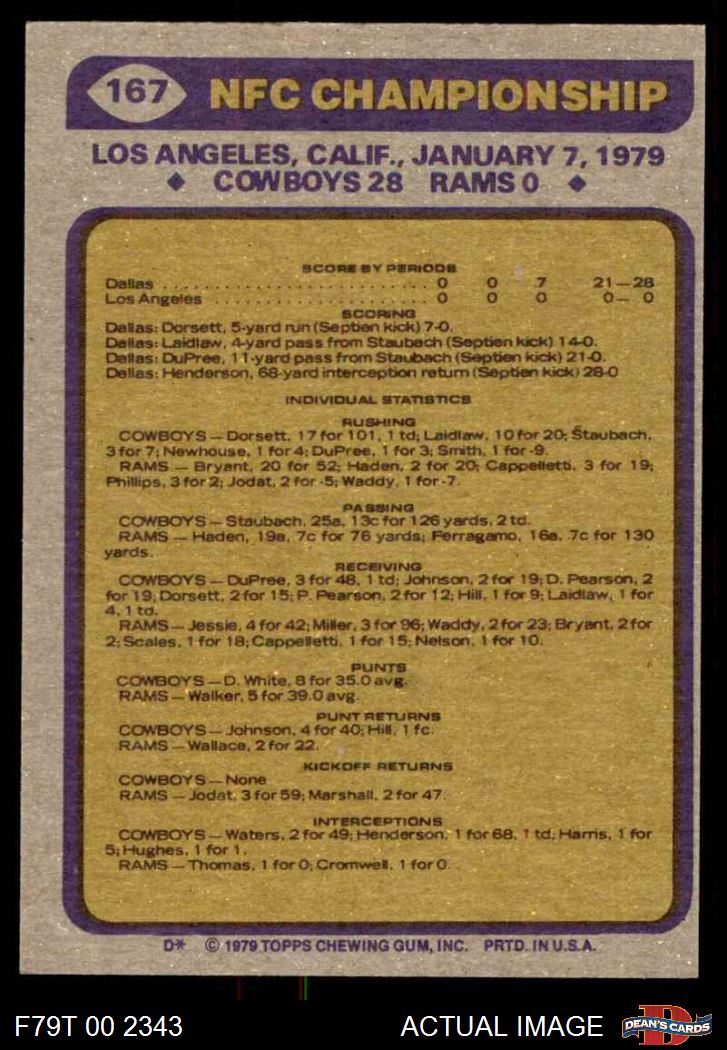 167 NFC CHAMPIONSHIP
LOS ANGELES, CALIF., JANUARY 7, 1979
◆ COWBOYS 28 RAMS 0 ◆
SCORE BY PERIODS
Dallas . . . . . . . . . . . . . . . . . . . . . . . . . . 0 0 7 21—28
Los Angeles . . . . . . . . . . . . . . . . . . . . . 0 0 0 0— 0
SCORING
Dallas: Dorsett, 5-yard run (Septien kick) 7-0.
Dallas: Laidlaw, 4-yard pass from Staubach (Septien kick) 14-0.
Dallas: DuPree, 11-yard pass from Staubach (Septien kick) 21-0.
Dallas: Henderson, 68-yard interception return (Septien kick) 28-0
INDIVIDUAL STATISTICS
RUSHING
COWBOYS — Dorsett, 17 for 101, 1 td; Laidlaw, 10 for 20; Staubach,
3 for 7; Newhouse, 1 for 4; DuPree, 1 for 3; Smith, 1 for -9.
RAMS — Bryant, 20 for 52; Haden, 2 for 20; Cappelletti, 3 for 19;
Phillips, 3 for 2; Jodat, 2 for -5; Waddy, 1 for -7.
PASSING
COWBOYS — Staubach, 25a, 13c for 126 yards, 2 td.
RAMS — Haden, 19a, 7c for 76 yards; Ferragamo, 16a, 7c for 130
yards.
RECEIVING
COWBOYS — DuPree, 3 for 48, 1 td; Johnson, 2 for 19; D. Pearson, 2
for 19; Dorsett, 2 for 15; P. Pearson, 2 for 12; Hill, 1 for 9; Laidlaw, 1 for
4, 1 td.
RAMS — Jessie, 4 for 42; Miller, 3 for 96; Waddy, 2 for 23; Bryant, 2 for
2; Scales, 1 for 18; Cappelletti, 1 for 15; Nelson, 1 for 10.
PUNTS
COWBOYS — D. White, 8 for 35.0 avg.
RAMS — Walker, 5 for 39.0 avg.
PUNT RETURNS
COWBOYS — Johnson, 4 for 40; Hill, 1 fc.
RAMS — Wallace, 2 for 22.
KICKOFF RETURNS
COWBOYS — None
RAMS — Jodat, 3 for 59; Marshall, 2 for 47.
INTERCEPTIONS
COWBOYS — Waters, 2 for 49; Henderson, 1 for 68, 1 td; Harris, 1 for
5; Hughes, 1 for 1.
RAMS — Thomas, 1 for 0; Cromwell, 1 for 0.
D* © 1979 TOPPS CHEWING GUM, INC. PRTD. IN U.S.A.
F79T 00 2343 ACTUAL IMAGE D DEAN'S CARDS